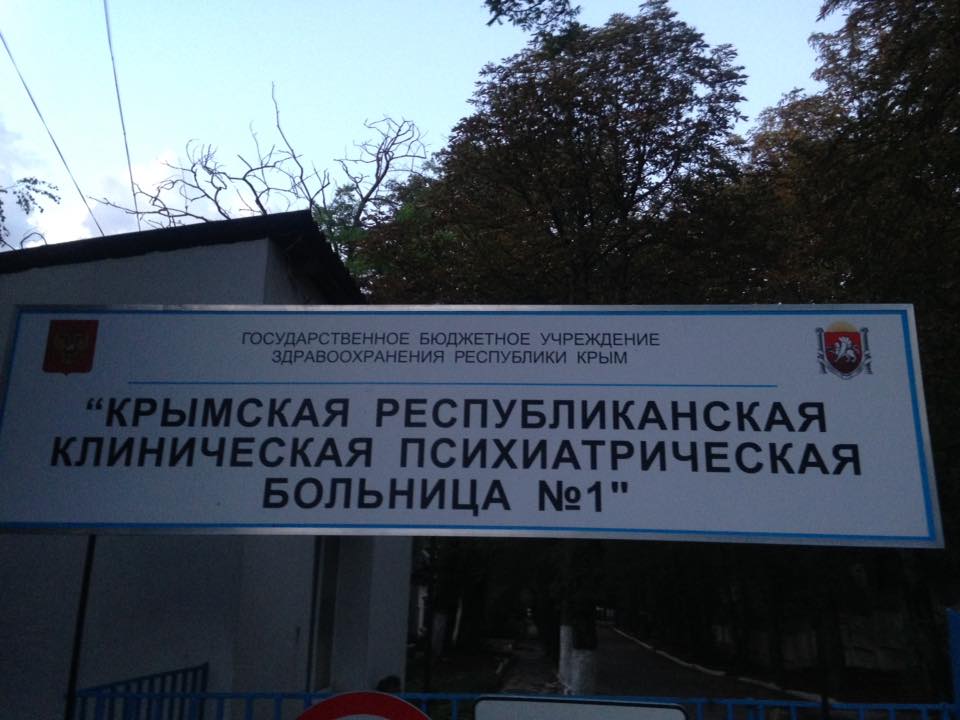 ГОСУДАРСТВЕННОЕ БЮДЖЕТНОЕ УЧРЕЖДЕНИЕ
ЗДРАВООХРАНЕНИЯ РЕСПУБЛИКИ КРЫМ
“КРЫМСКАЯ РЕСПУБЛИКАНСКАЯ
КЛИНИЧЕСКАЯ ПСИХИАТРИЧЕСКАЯ
БОЛЬНИЦА №1"